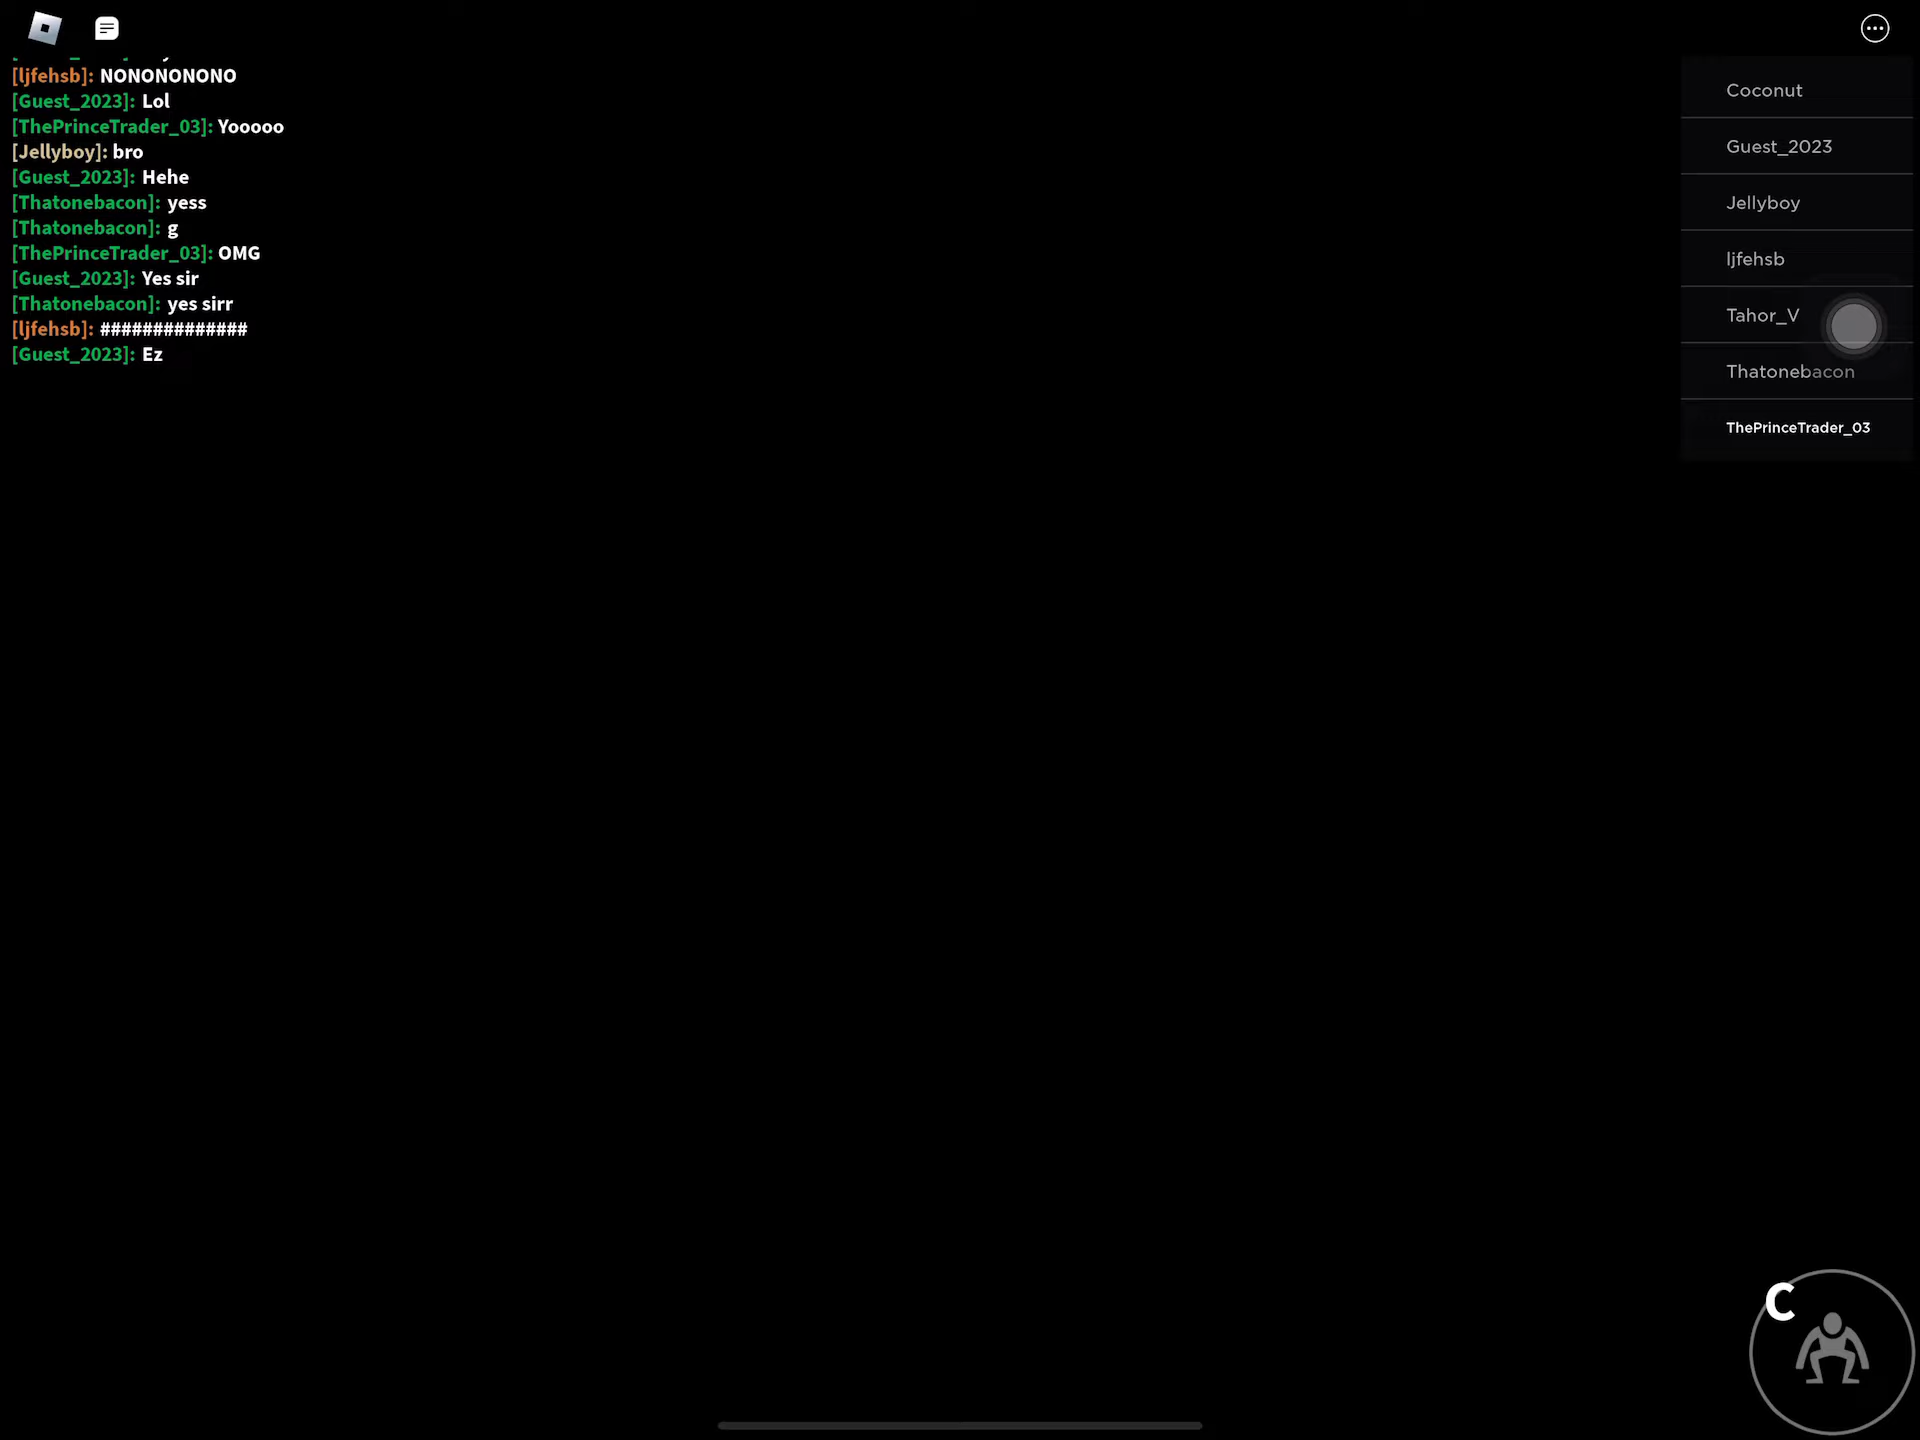 [ljfehsb]: NONONONONO
[Guest_2023]: Lol
[ThePrinceTrader_03]: Yooooo
[Jellyboy]: bro
[Guest_2023]: Hehe
[Thatonebacon]: yess
[Thatonebacon]: g
[ThePrinceTrader_03]: OMG
[Guest_2023]: Yes sir
[Thatonebacon]: yes sirr
[ljfehsb]: ##############
[Guest_2023]: Ez
Coconut
Guest_2023
Jellyboy
ljfehsb
Tahor_V
Thatonebacon
ThePrinceTrader_03
C